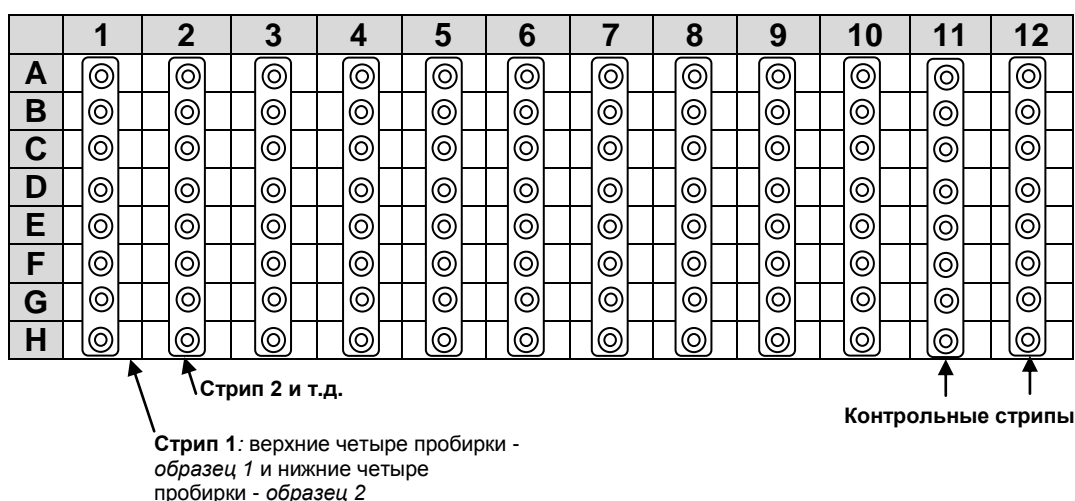 1 2 3 4 5 6 7 8 9 10 11 12
A
B
C
D
E
F
G
H
Стрип 2 и т.д.
Контрольные стрипы
Стрип 1: верхние четыре пробирки -
образец 1 и нижние четыре
пробирки - образец 2